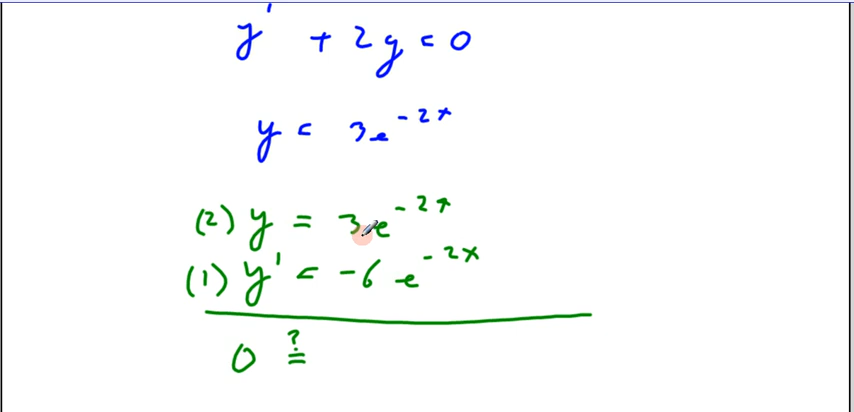 y' + 2y = 0
y = 3e^{-2x}
(2) y = 3e^{-2x}
(1) y' = -6e^{-2x}
0 ≟